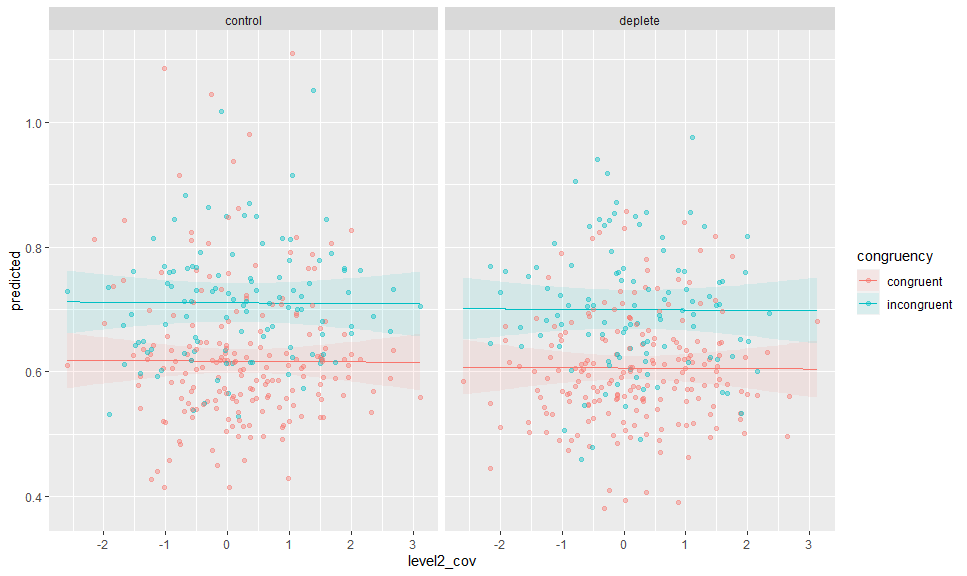 control deplete
1.0
0.8
0.6
0.4
predicted
-2 -1 0 1 2 3 -2 -1 0 1 2 3
level2_cov
congruency
congruent
incongruent